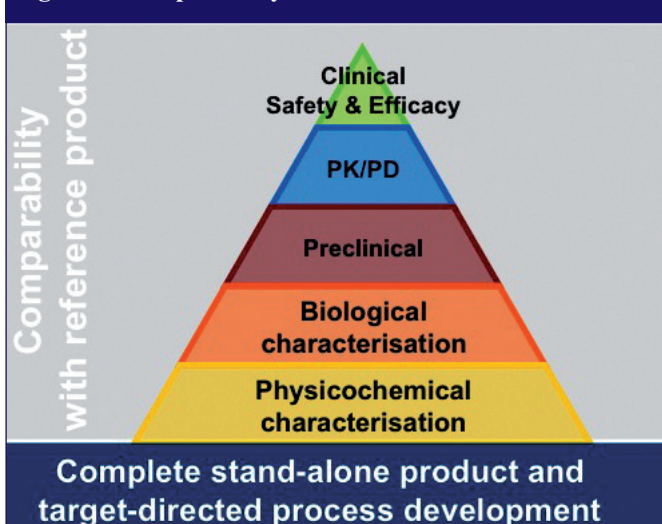 Comparability
with reference product
Clinical
Safety & Efficacy
PK/PD
Preclinical
Biological
characterisation
Physicochemical
characterisation
Complete stand-alone product and
target-directed process development